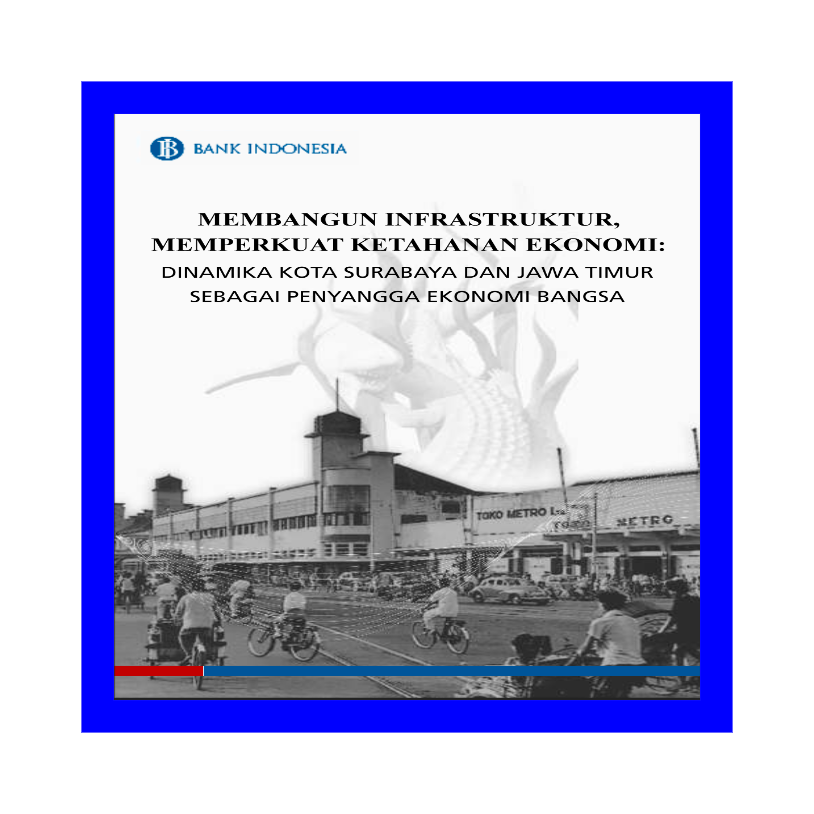 BANK INDONESIA
MEMBANGUN INFRASTRUKTUR,
MEMPERKUAT KETAHANAN EKONOMI:
DINAMIKA KOTA SURABAYA DAN JAWA TIMUR
SEBAGAI PENYANGGA EKONOMI BANGSA
TOKO METRO
TOKO METRO